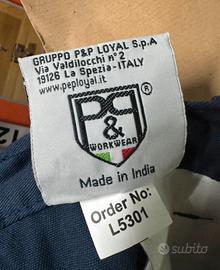 GRUPPO P&P LOYAL S.p.A
Via Valdilocchi n°2
19126 La Spezia-ITALY
www.peployal.it
P&P
WORKWEAR
Made in India
Order No:
L5301
subito